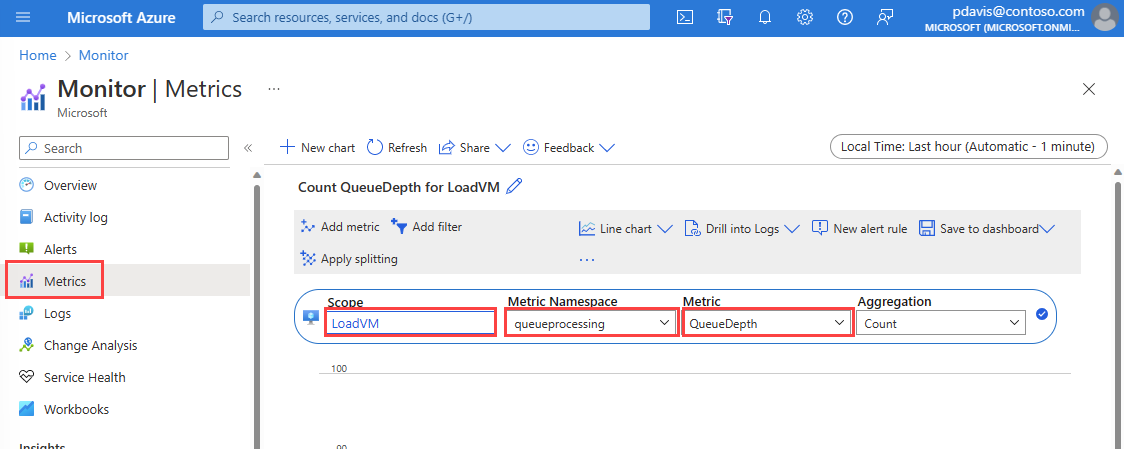 Microsoft Azure
Search resources, services, and docs (G+/)
pdavis@contoso.com
MICROSOFT (MICROSOFT.ONMI...
Home > Monitor
Monitor | Metrics ...
Microsoft
Search
«
New chart Refresh Share Feedback
Local Time: Last hour (Automatic - 1 minute)
Overview
Activity log
Alerts
Metrics
Logs
Change Analysis
Service Health
Workbooks
Insights
Count QueueDepth for LoadVM
Add metric Add filter Line chart Drill into Logs New alert rule Save to dashboard
Apply splitting ...
Scope Metric Namespace Metric Aggregation
LoadVM queueprocessing QueueDepth Count
100
90